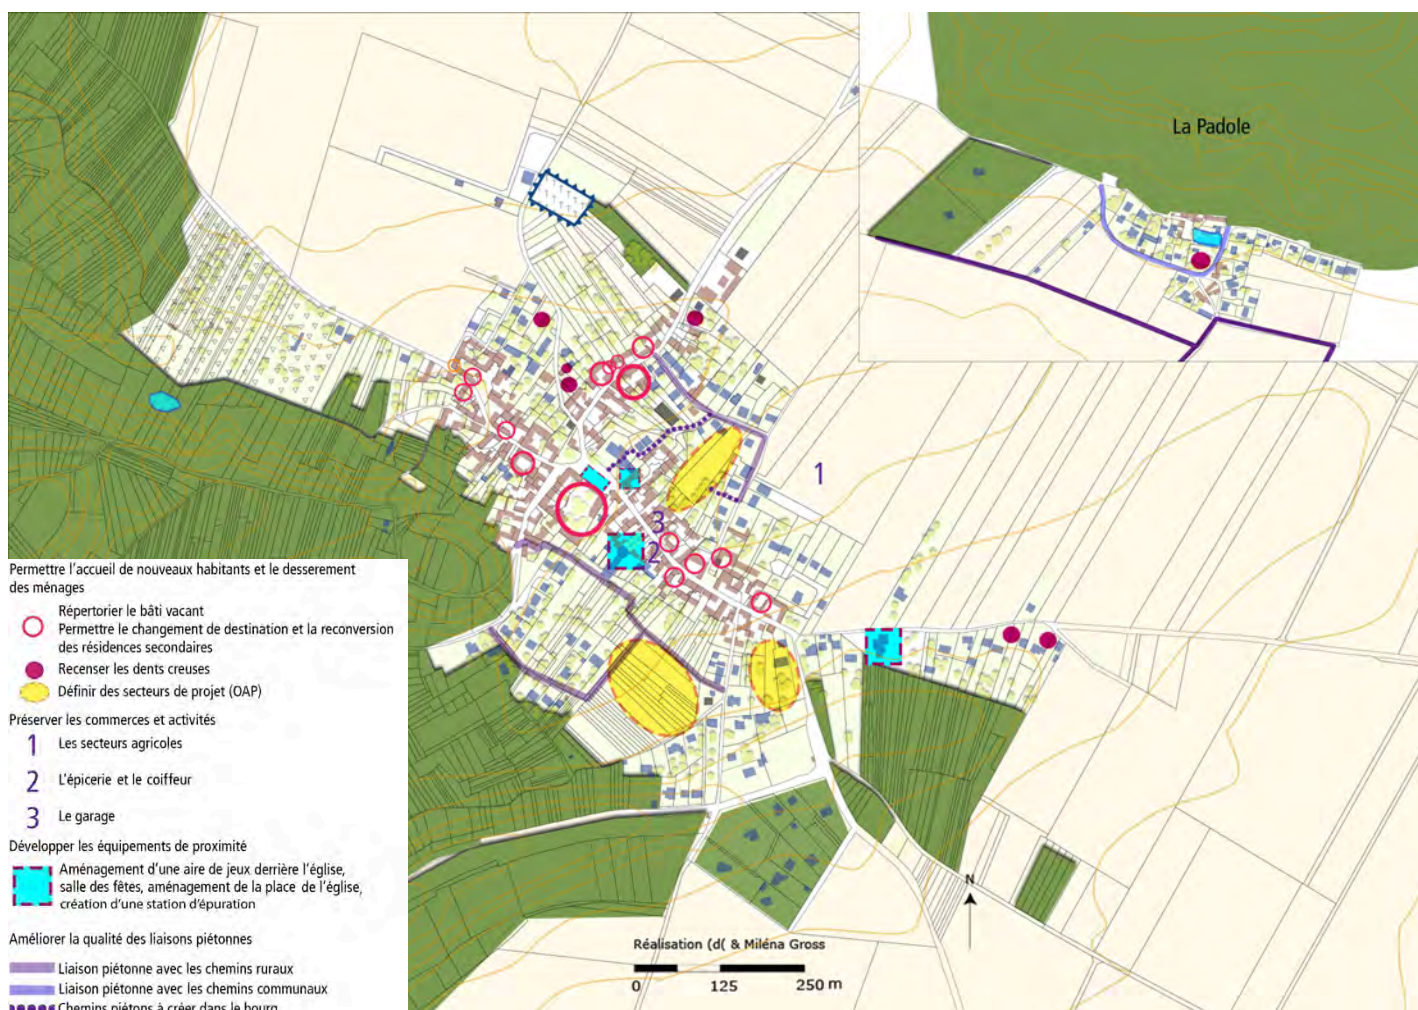 La Padole
1
3
2
Permettre l'accueil de nouveaux habitants et le desserement
des ménages
Répertorier le bâti vacant
Permettre le changement de destination et la reconversion
des résidences secondaires
Recenser les dents creuses
Définir des secteurs de projet (OAP)
Préserver les commerces et activités
1 Les secteurs agricoles
2 L'épicerie et le coiffeur
3 Le garage
Développer les équipements de proximité
Aménagement d'une aire de jeux derrière l'église,
salle des fêtes, aménagement de la place de l'église,
création d'une station d'épuration
Améliorer la qualité des liaisons piétonnes
Liaison piétonne avec les chemins ruraux
Liaison piétonne avec les chemins communaux
Chemins piétons à créer dans le bourg
N
Réalisation (d( & Miléna Gross
0 125 250 m